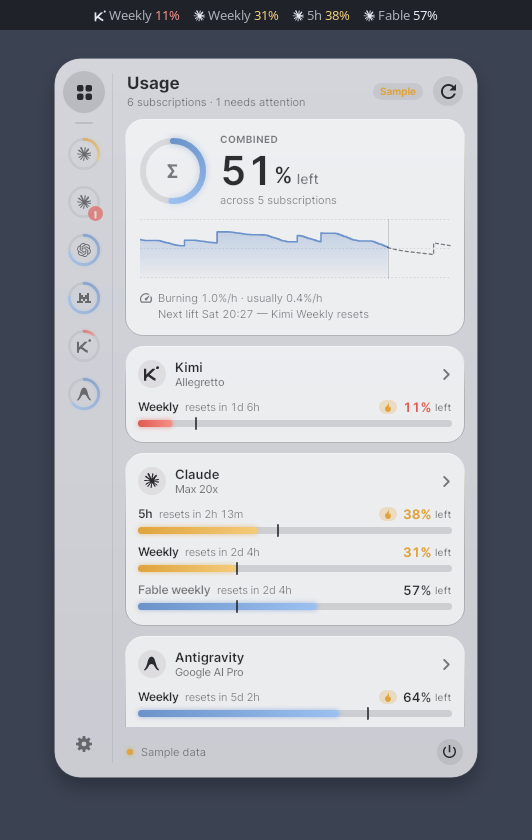 Weekly 11% Weekly 31% 5h 38% Fable 57%
Usage
6 subscriptions · 1 needs attention
Sample
COMBINED
Σ
51% left
across 5 subscriptions
Burning 1.0%/h · usually 0.4%/h
Next lift Sat 20:27 — Kimi Weekly resets
Kimi
Allegretto
Weekly resets in 1d 6h 11% left
Claude
Max 20x
5h resets in 2h 13m 38% left
Weekly resets in 2d 4h 31% left
Fable weekly resets in 2d 4h 57% left
Antigravity
Google AI Pro
Weekly resets in 5d 2h 64% left
Sample data